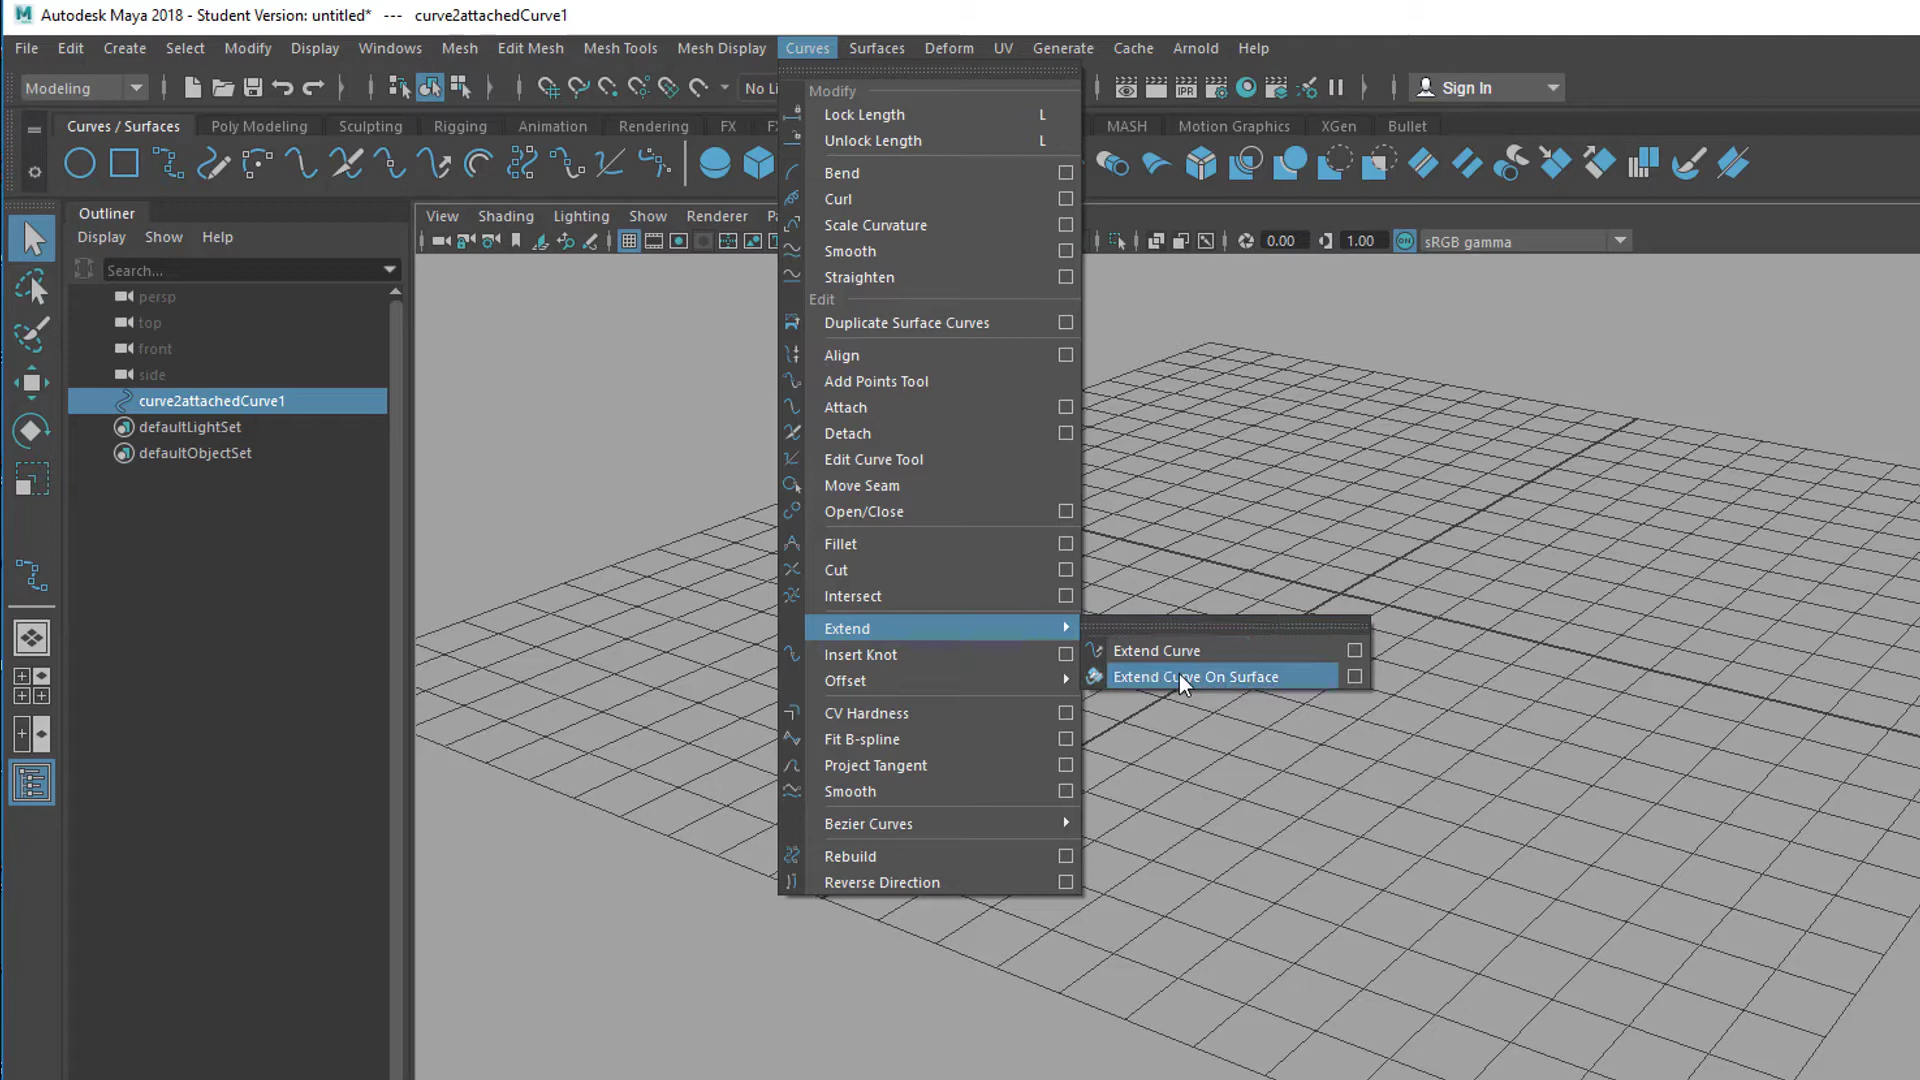 Autodesk Maya 2018 - Student Version: untitled* --- curve2attachedCurve1
File Edit Create Select Modify Display Windows Mesh Edit Mesh Mesh Tools Mesh Display Curves Surfaces Deform UV Generate Cache Arnold Help
Modeling No Li IPR Sign In
Curves / Surfaces Poly Modeling Sculpting Rigging Animation Rendering FX MASH Motion Graphics XGen Bullet
Outliner
Display Show Help
Search...
persp
top
front
side
curve2attachedCurve1
defaultLightSet
defaultObjectSet
View Shading Lighting Show Renderer
0.00 1.00 ON sRGB gamma
Modify
Lock Length L
Unlock Length L
Bend
Curl
Scale Curvature
Smooth
Straighten
Edit
Duplicate Surface Curves
Align
Add Points Tool
Attach
Detach
Edit Curve Tool
Move Seam
Open/Close
Fillet
Cut
Intersect
Extend
Insert Knot
Offset
CV Hardness
Fit B-spline
Project Tangent
Smooth
Bezier Curves
Rebuild
Reverse Direction
Extend Curve
Extend Curve On Surface